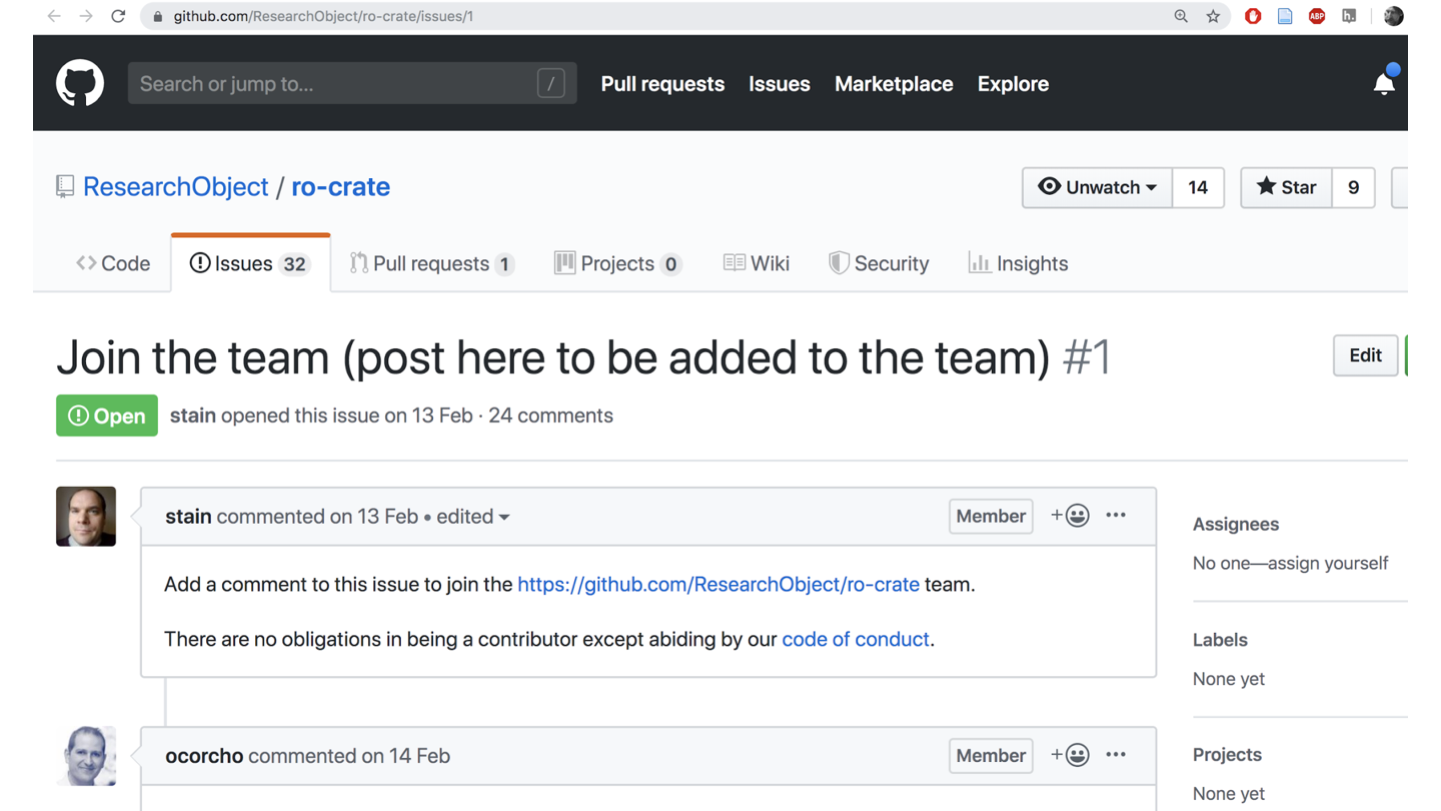 github.com/ResearchObject/ro-crate/issues/1
ABP
h.
Search or jump to... /
Pull requests Issues Marketplace Explore
ResearchObject / ro-crate
Unwatch 14 Star 9
Code Issues 32 Pull requests 1 Projects 0 Wiki Security Insights
Join the team (post here to be added to the team) #1
Edit
Open stain opened this issue on 13 Feb · 24 comments
stain commented on 13 Feb • edited
Member
Assignees
No one—assign yourself
Add a comment to this issue to join the https://github.com/ResearchObject/ro-crate team.
There are no obligations in being a contributor except abiding by our code of conduct.
Labels
None yet
ocorcho commented on 14 Feb
Member
Projects
None yet